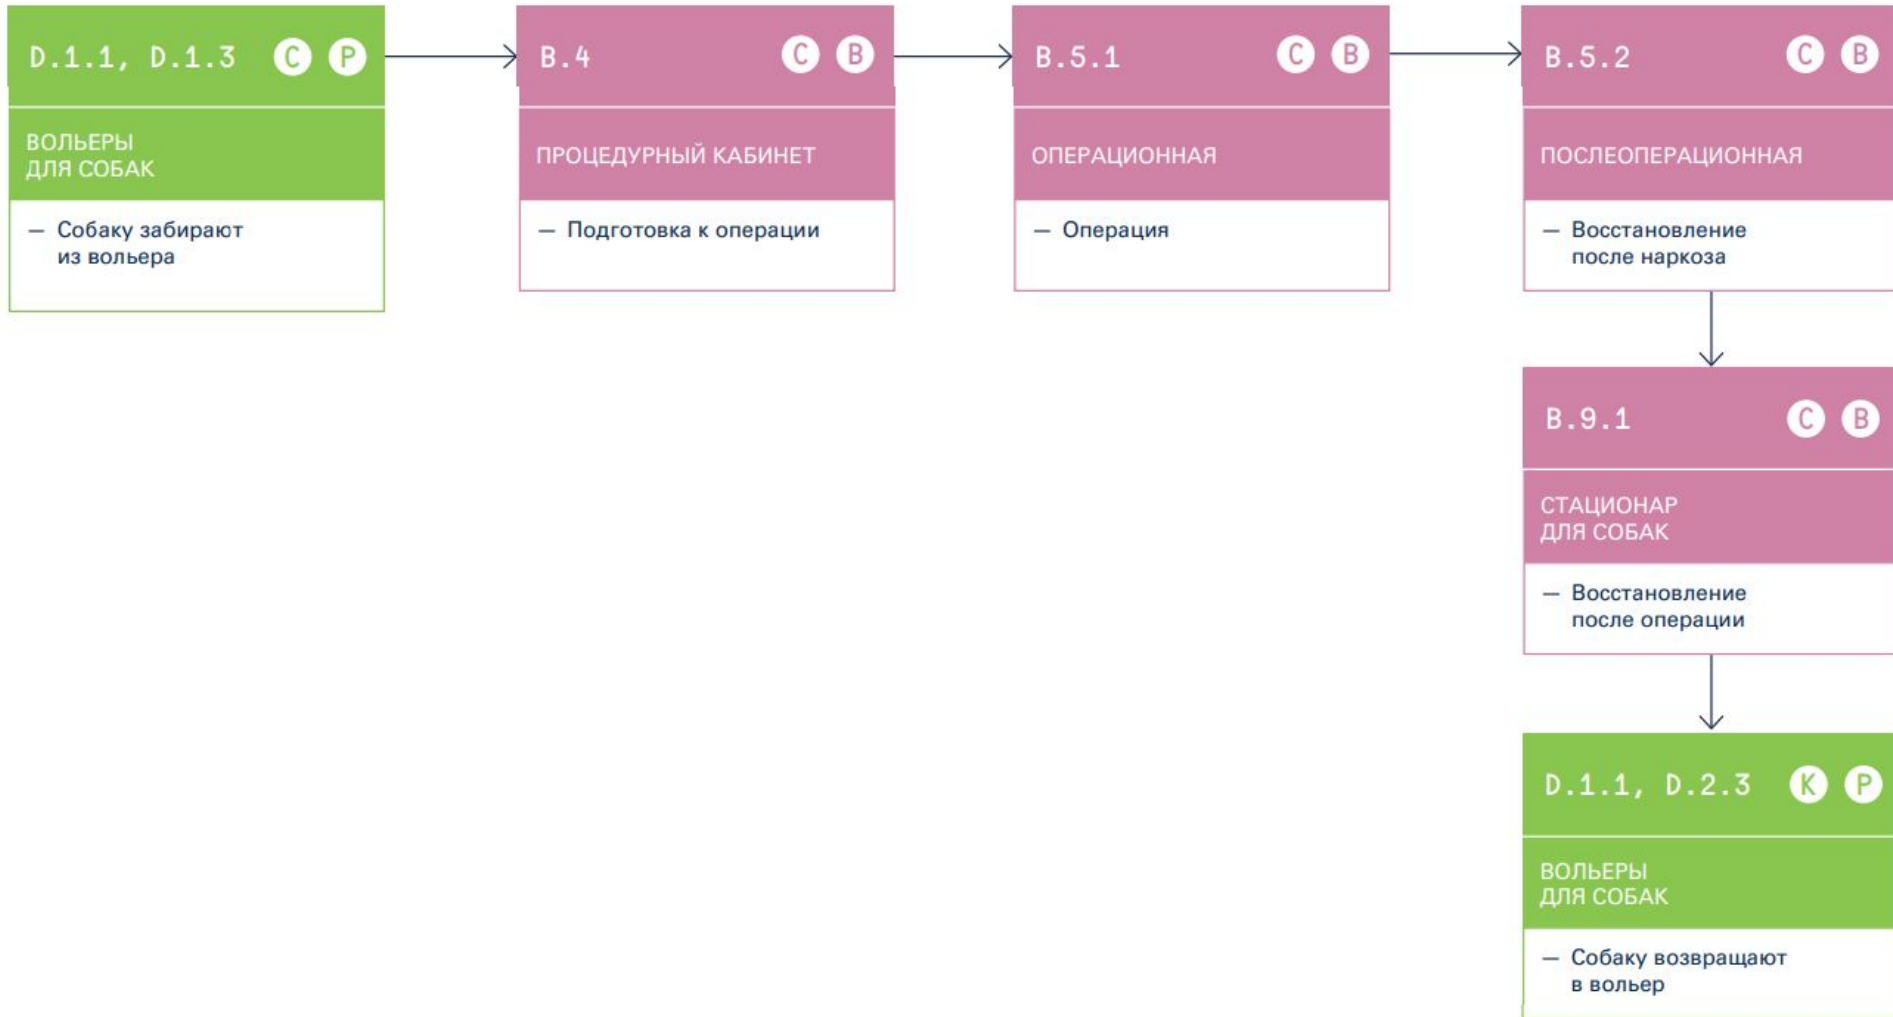 D.1.1, D.1.3 С Р
ВОЛЬЕРЫ
ДЛЯ СОБАК
— Собаку забирают
из вольера
B.4 С В
ПРОЦЕДУРНЫЙ КАБИНЕТ
— Подготовка к операции
B.5.1 С В
ОПЕРАЦИОННАЯ
— Операция
B.5.2 С В
ПОСЛЕОПЕРАЦИОННАЯ
— Восстановление
после наркоза
B.9.1 С В
СТАЦИОНАР
ДЛЯ СОБАК
— Восстановление
после операции
D.1.1, D.2.3 К Р
ВОЛЬЕРЫ
ДЛЯ СОБАК
— Собаку возвращают
в вольер